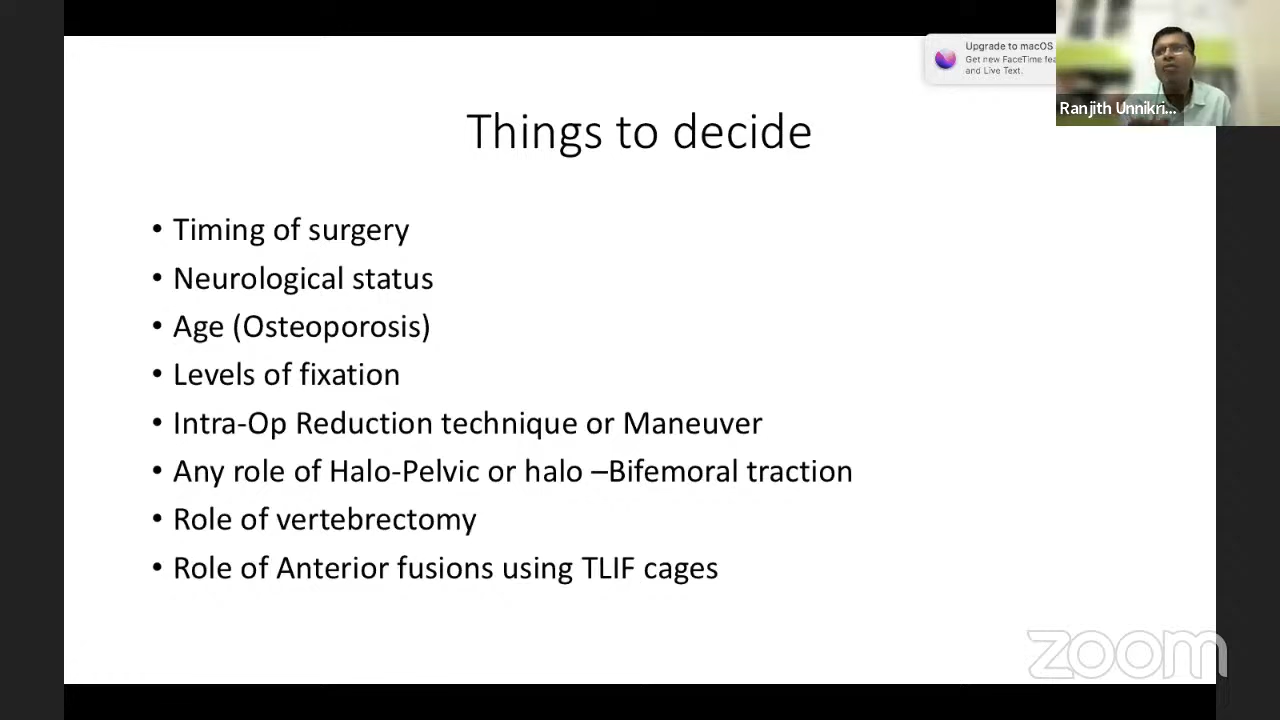 Upgrade to macOS
Get new FaceTime fea
and Live Text.
Ranjith Unnikri...
Things to decide
• Timing of surgery
• Neurological status
• Age (Osteoporosis)
• Levels of fixation
• Intra-Op Reduction technique or Maneuver
• Any role of Halo-Pelvic or halo –Bifemoral traction
• Role of vertebrectomy
• Role of Anterior fusions using TLIF cages
zoom